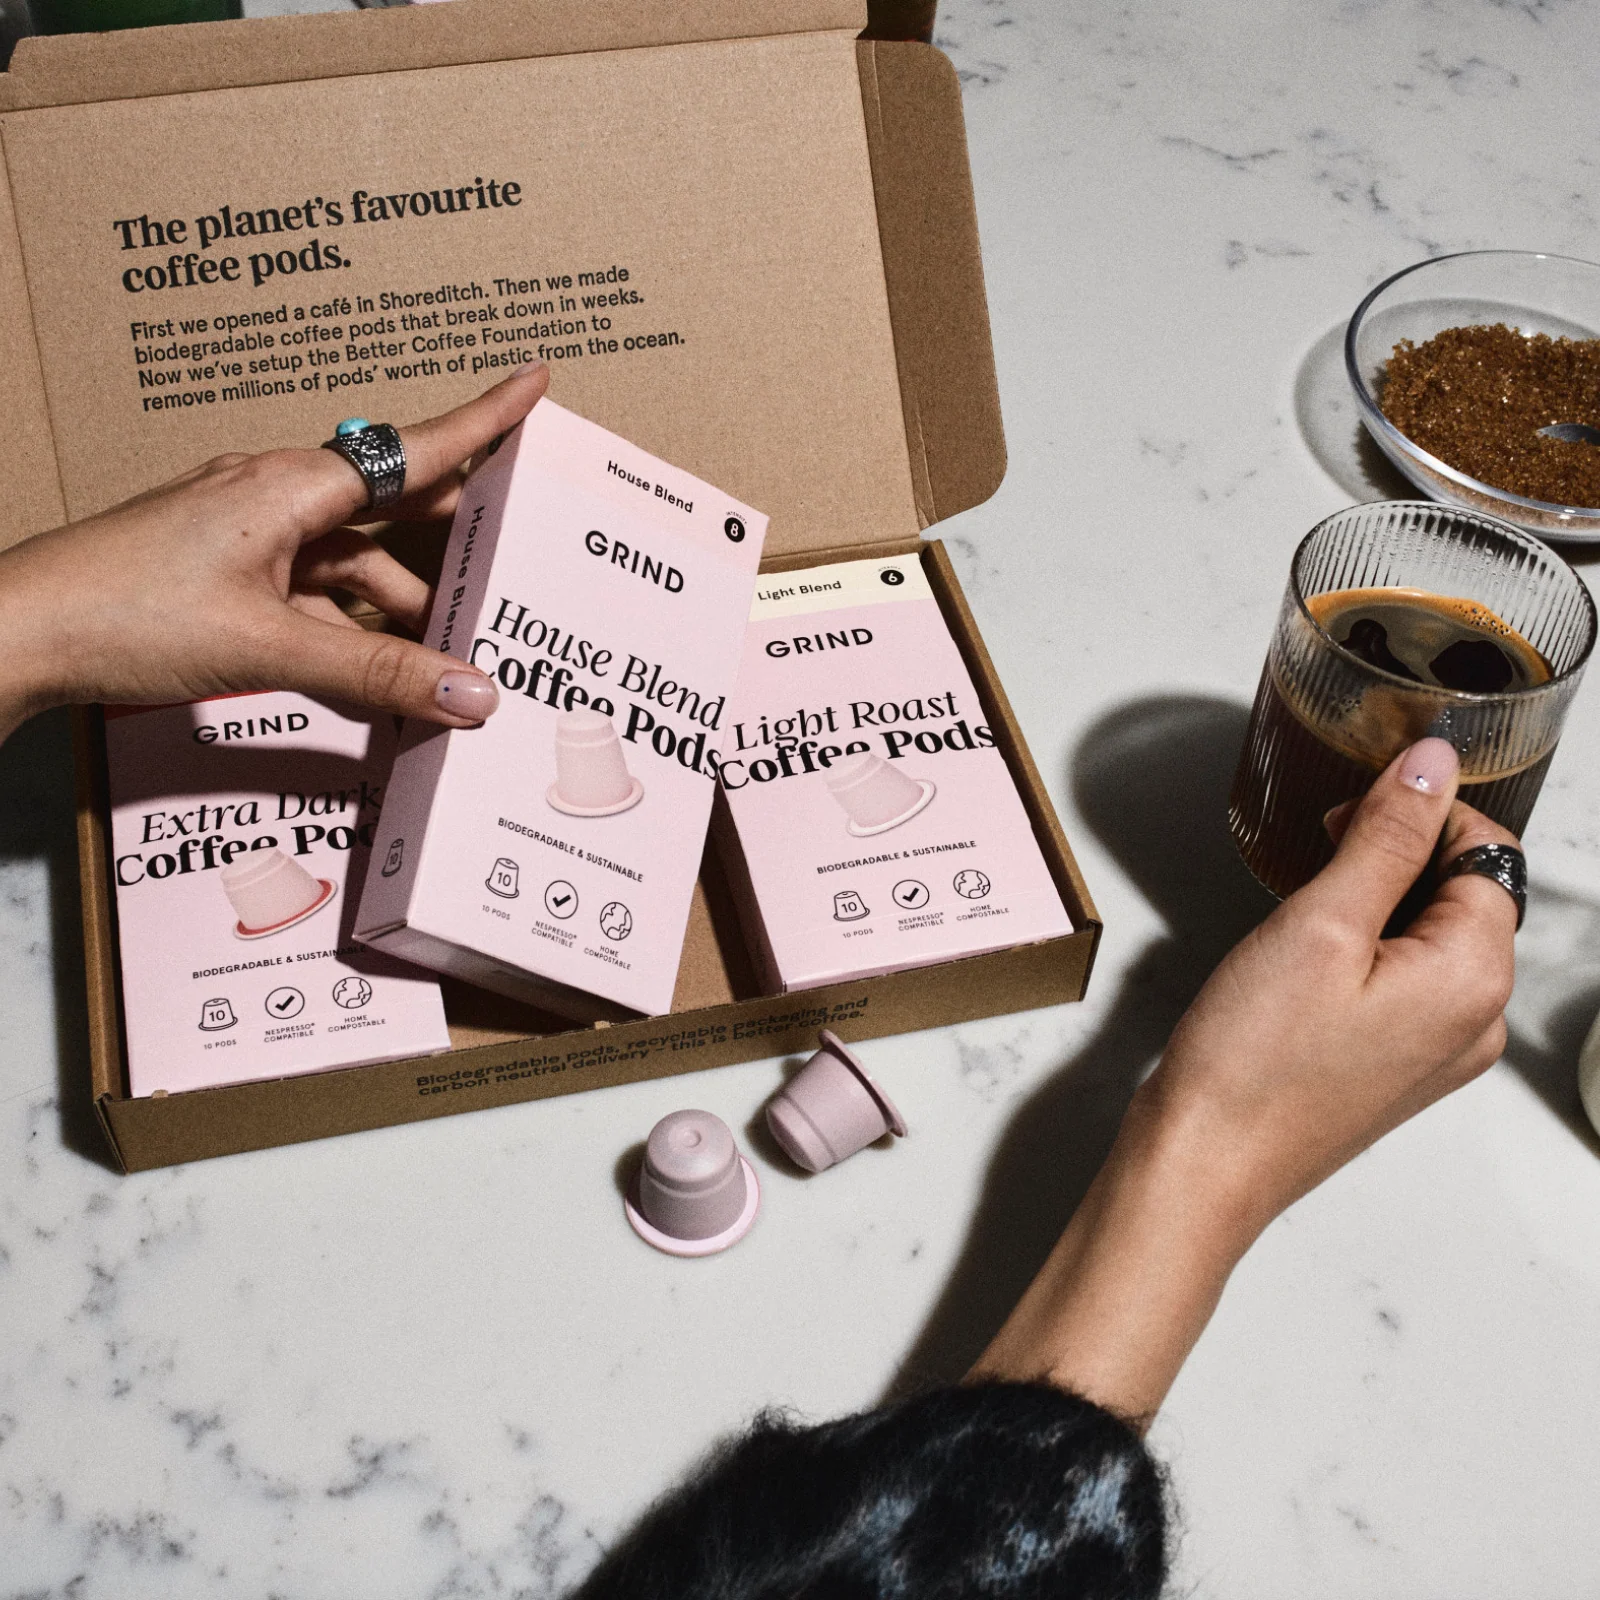 The planet's favourite
coffee pods.
First we opened a café in Shoreditch. Then we made
biodegradable coffee pods that break down in weeks.
Now we've setup the Better Coffee Foundation to
remove millions of pods' worth of plastic from the ocean.
House Blend
INTENSITY
8
GRIND
House Blend
Coffee Pods
BIODEGRADABLE & SUSTAINABLE
10
10 PODS
NESPRESSO®
COMPATIBLE
HOME
COMPOSTABLE
House Blend
10
Light Blend
INTENSITY
6
GRIND
Light Roast
Coffee Pods
BIODEGRADABLE & SUSTAINABLE
10
10 PODS
NESPRESSO®
COMPATIBLE
HOME
COMPOSTABLE
GRIND
Extra Dark
Coffee Pod
BIODEGRADABLE & SUSTAINABLE
10
10 PODS
NESPRESSO®
COMPATIBLE
HOME
COMPOSTABLE
Biodegradable pods, recyclable packaging and
carbon neutral delivery - this is better coffee.